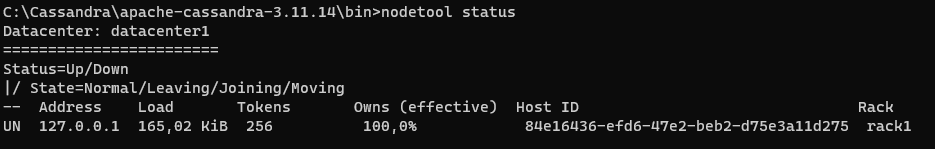 C:\Cassandra\apache-cassandra-3.11.14\bin>nodetool status
Datacenter: datacenter1
========================
Status=Up/Down
|/ State=Normal/Leaving/Joining/Moving
--  Address    Load       Tokens       Owns (effective)  Host ID                               Rack
UN  127.0.0.1  165,02 KiB  256          100,0%            84e16436-efd6-47e2-beb2-d75e3a11d275  rack1